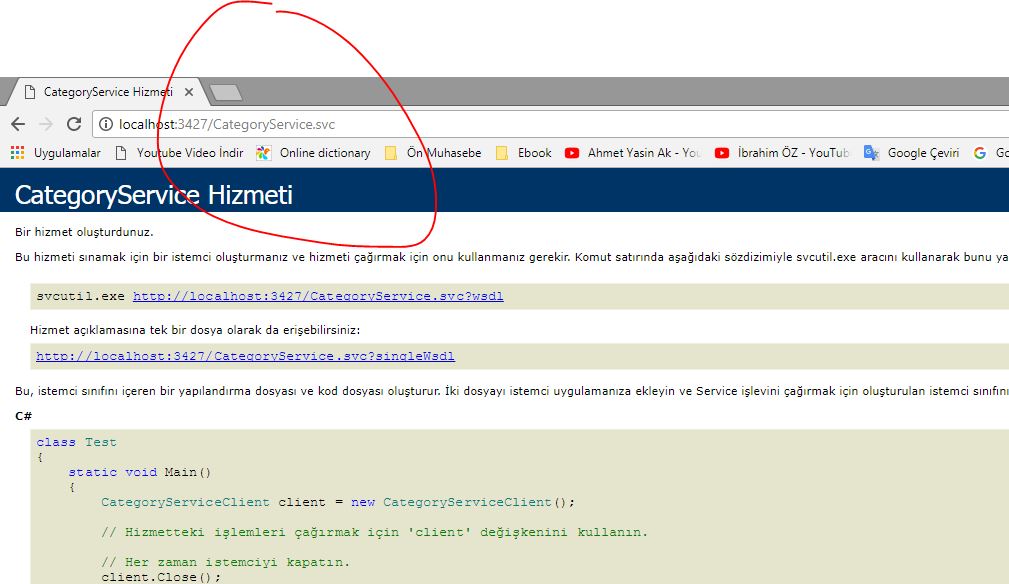 CategoryService Hizmeti
localhost:3427/CategoryService.svc
Uygulamalar Youtube Video İndir Online dictionary Ön Muhasebe Ebook Ahmet Yasin Ak - You İbrahim ÖZ - YouTub Google Çeviri Go
CategoryService Hizmeti
Bir hizmet oluşturdunuz.
Bu hizmeti sınamak için bir istemci oluşturmanız ve hizmeti çağırmak için onu kullanmanız gerekir. Komut satırında aşağıdaki sözdizimiyle svcutil.exe aracını kullanarak bunu ya
svcutil.exe http://localhost:3427/CategoryService.svc?wsdl
Hizmet açıklamasına tek bir dosya olarak da erişebilirsiniz:
http://localhost:3427/CategoryService.svc?singleWsdl
Bu, istemci sınıfını içeren bir yapılandırma dosyası ve kod dosyası oluşturur. İki dosyayı istemci uygulamanıza ekleyin ve Service işlevini çağırmak için oluşturulan istemci sınıfını
C#
class Test
{
static void Main()
{
CategoryServiceClient client = new CategoryServiceClient();
// Hizmetteki işlemleri çağırmak için 'client' değişkenini kullanın.
// Her zaman istemciyi kapatın.
client.Close();